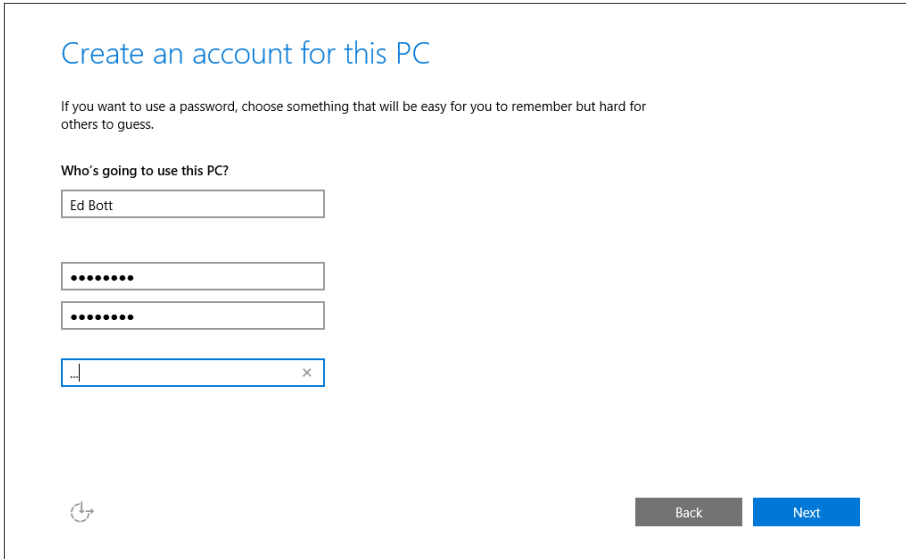 Create an account for this PC
If you want to use a password, choose something that will be easy for you to remember but hard for
others to guess.
Who's going to use this PC?
Ed Bott
●●●●●●●●
●●●●●●●●
...
Back
Next